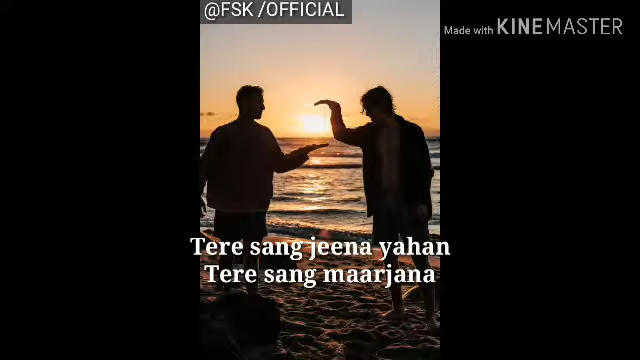 @FSK /OFFICIAL
Made with KINEMASTER
Tere sang jeena yahan
Tere sang maarjana